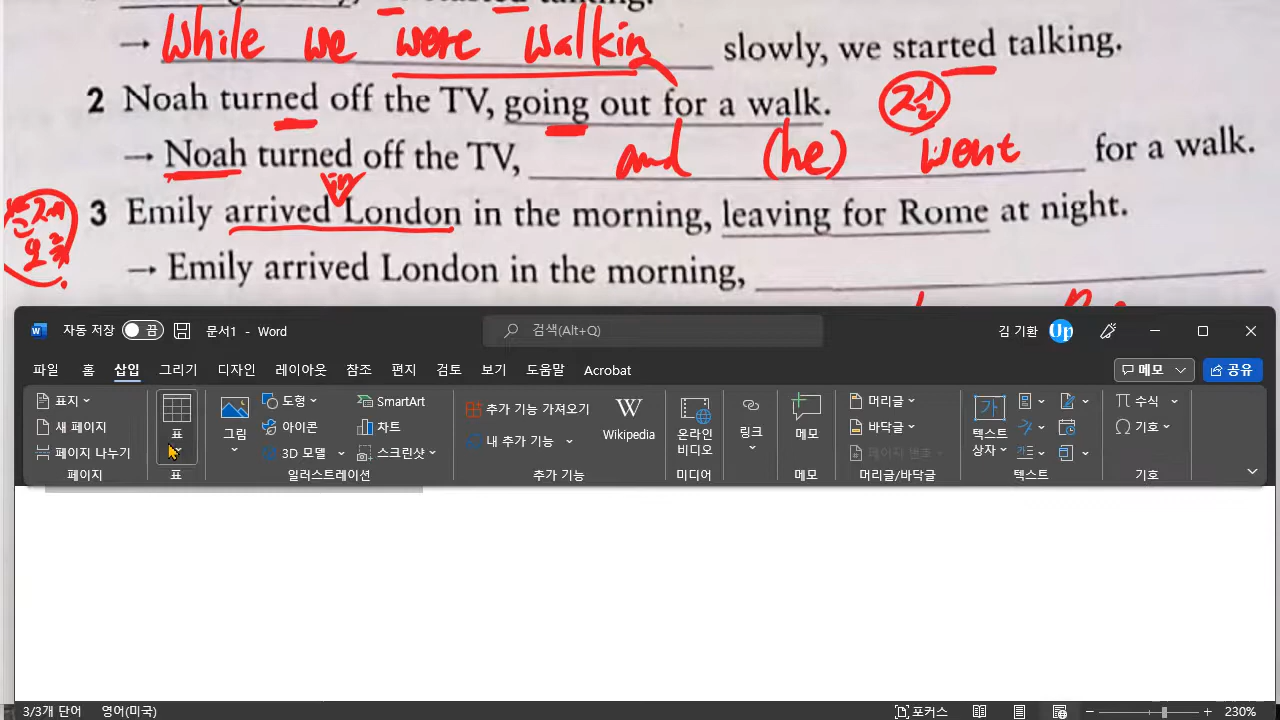 → While we were walking slowly, we started talking.
2 Noah turned off the TV, going out for a walk. 절
→ Noah turned off the TV, and (he) went for a walk.
in
3 Emily arrived London in the morning, leaving for Rome at night.
문제 오류
→ Emily arrived London in the morning,
자동 저장 끔 문서1 - Word 검색(Alt+Q) 김 기환 Up
파일 홈 삽입 그리기 디자인 레이아웃 참조 편지 검토 보기 도움말 Acrobat 메모 공유
표지 도형 SmartArt 추가 기능 가져오기 머리글 수식
새 페이지 표 그림 아이콘 차트 Wikipedia 온라인 비디오 링크 메모 바닥글 텍스트 상자 기호
페이지 나누기 3D 모델 스크린샷 내 추가 기능 페이지 번호
페이지 표 일러스트레이션 추가 기능 미디어 메모 머리글/바닥글 텍스트 기호
3/3개 단어 영어(미국) 포커스 230%